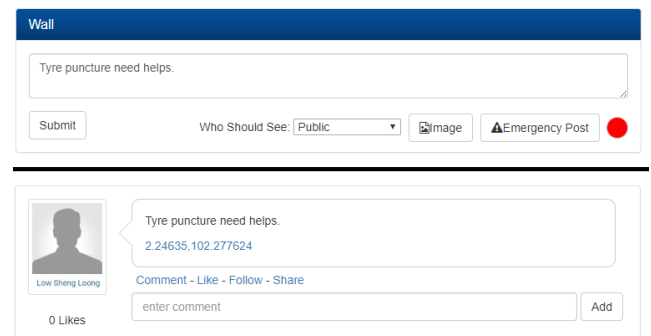 Wall
Tyre puncture need helps.
Submit
Who Should See: Public
Image
Emergency Post
Tyre puncture need helps.
2.24635,102.277624
Low Sheng Loong
Comment - Like - Follow - Share
enter comment
Add
0 Likes